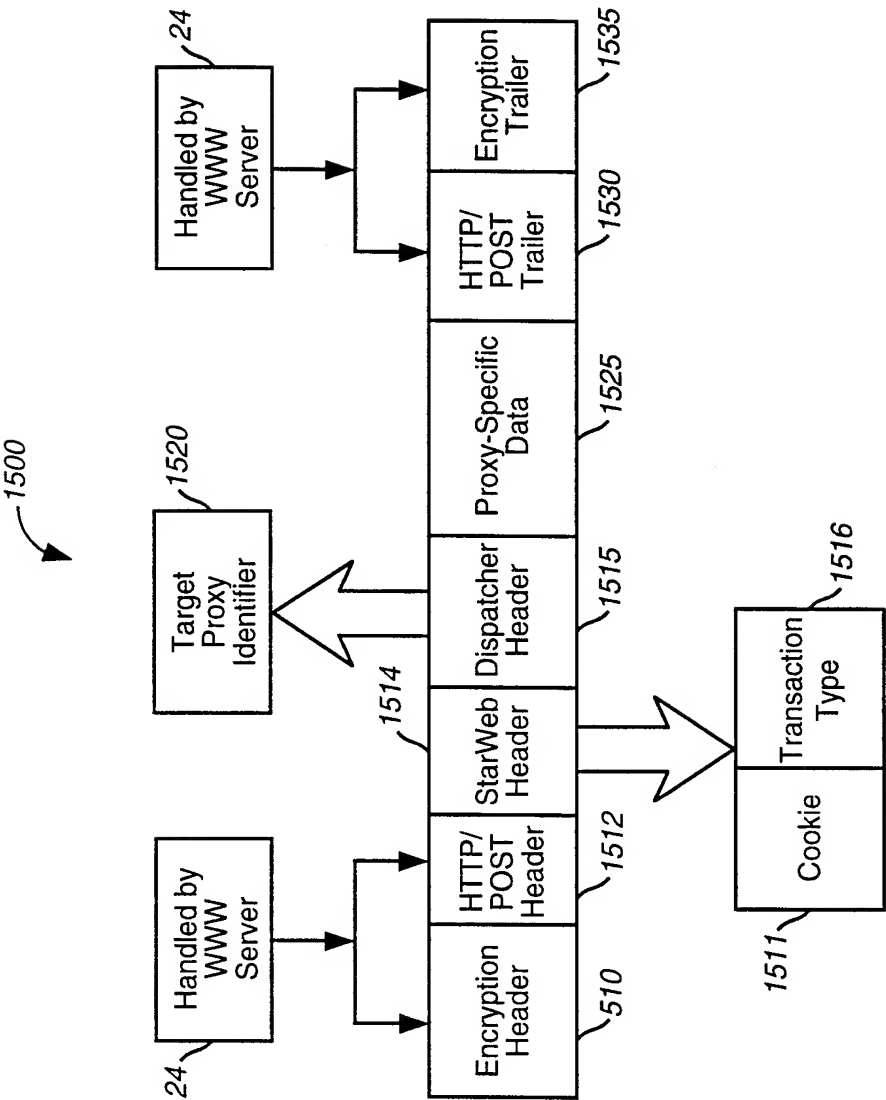 1500
24
Handled by
WWW
Server
1520
Target
Proxy
Identifier
24
Handled by
WWW
Server
1514
Encryption
Header
HTTP/
POST
Header
StarWeb
Header
Dispatcher
Header
Proxy-Specific
Data
HTTP/
POST
Trailer
Encryption
Trailer
510
1512
1515
1525
1530
1535
1511
Cookie
Transaction
Type
1516